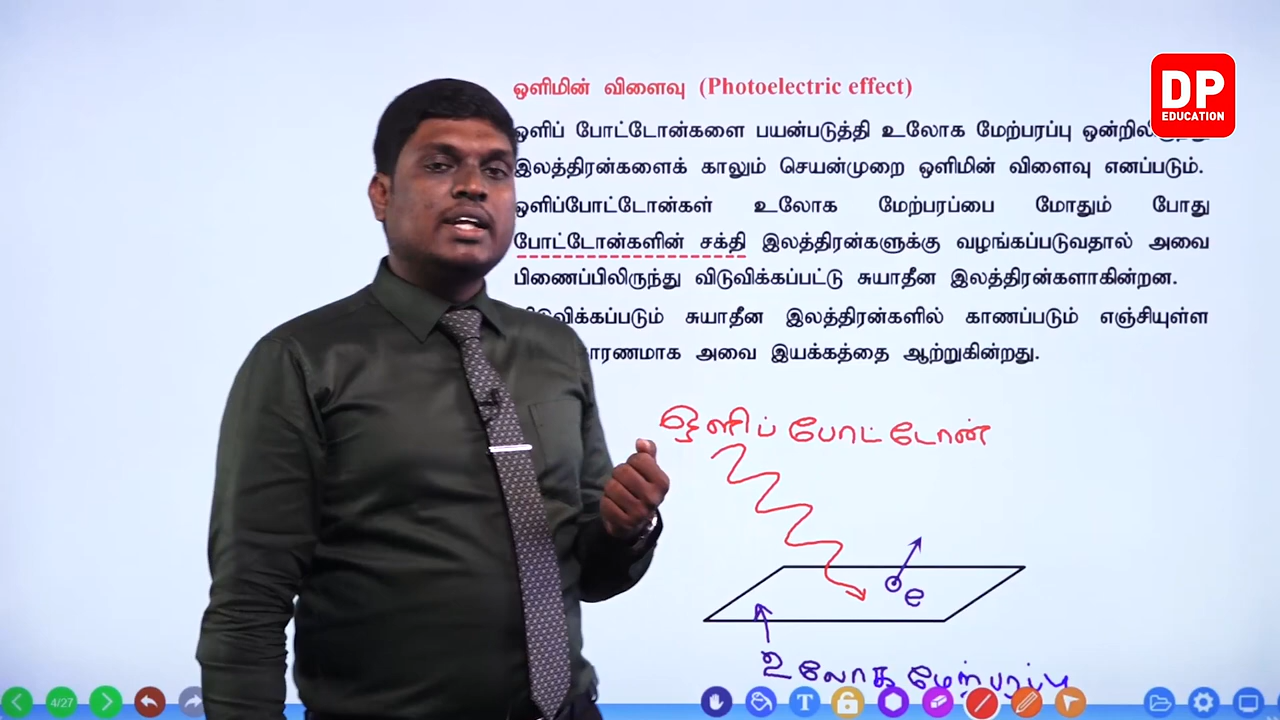 ஒளிமின் விளைவு (Photoelectric effect)
DP
EDUCATION
ஒளிப் போட்டோன்களை பயன்படுத்தி உலோக மேற்பரப்பு
இலத்திரன்களைக் காலும் செயன்முறை ஒளிமின் விளைவு எனப்படும்.
ஒளிப்போட்டோன்கள் உலோக மேற்பரப்பை மோதும் போது
போட்டோன்களின் சக்தி இலத்திரன்களுக்கு வழங்கப்படுவதால் அவை
பிணைப்பிலிருந்து விடுவிக்கப்பட்டு சுயாதீன இலத்திரன்களாகின்றன.
சுயாதீன இலத்திரன்களில் காணப்படும் எஞ்சியுள்ள
அவை இயக்கத்தை ஆற்றுகின்றது.
ஒளிப் போட்டோன்
e
உலோக மேற்பரப்பு
4/27
T